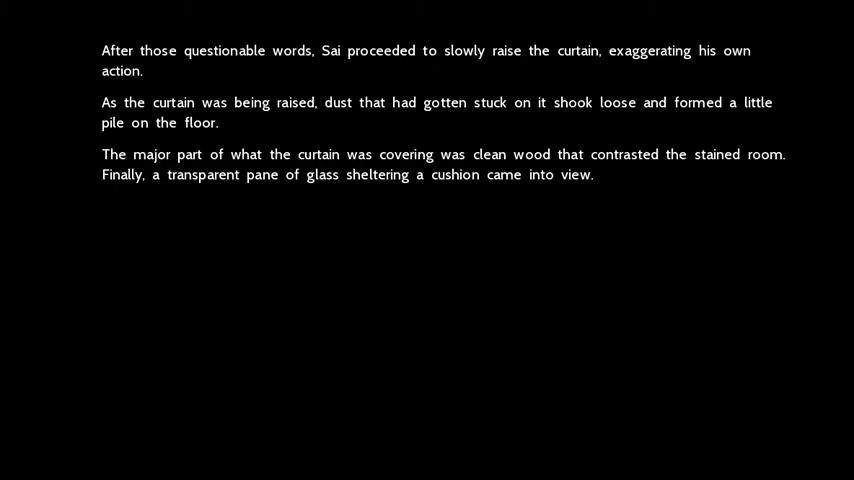 After those questionable words, Sai proceeded to slowly raise the curtain, exaggerating his own
action.
As the curtain was being raised, dust that had gotten stuck on it shook loose and formed a little
pile on the floor.
The major part of what the curtain was covering was clean wood that contrasted the stained room.
Finally, a transparent pane of glass sheltering a cushion came into view.